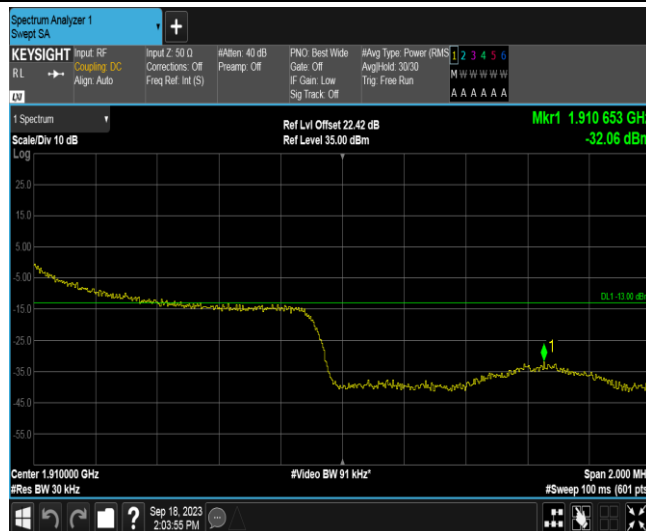 Spectrum Analyzer 1
Swept SA
KEYSIGHT
RL
LXI
Input: RF
Coupling: DC
Align: Auto
Input Z: 50 Ω
Corrections: Off
Freq Ref: Int (S)
#Atten: 40 dB
Preamp: Off
PNO: Best Wide
Gate: Off
IF Gain: Low
Sig Track: Off
#Avg Type: Power (RMS
Avg|Hold: 30/30
Trig: Free Run
1 2 3 4 5 6
M W W W W W
A A A A A A
1 Spectrum
Scale/Div 10 dB
Log
Ref Lvl Offset 22.42 dB
Ref Level 35.00 dBm
Mkr1 1.910 653 GHz
-32.06 dBm
25.0
15.0
5.00
-5.00
DL1 -13.00 dBm
-15.0
-25.0
1
-35.0
-45.0
-55.0
Center 1.910000 GHz
#Res BW 30 kHz
#Video BW 91 kHz*
Span 2.000 MH
#Sweep 100 ms (601 pts
?
Sep 18, 2023
2:03:55 PM